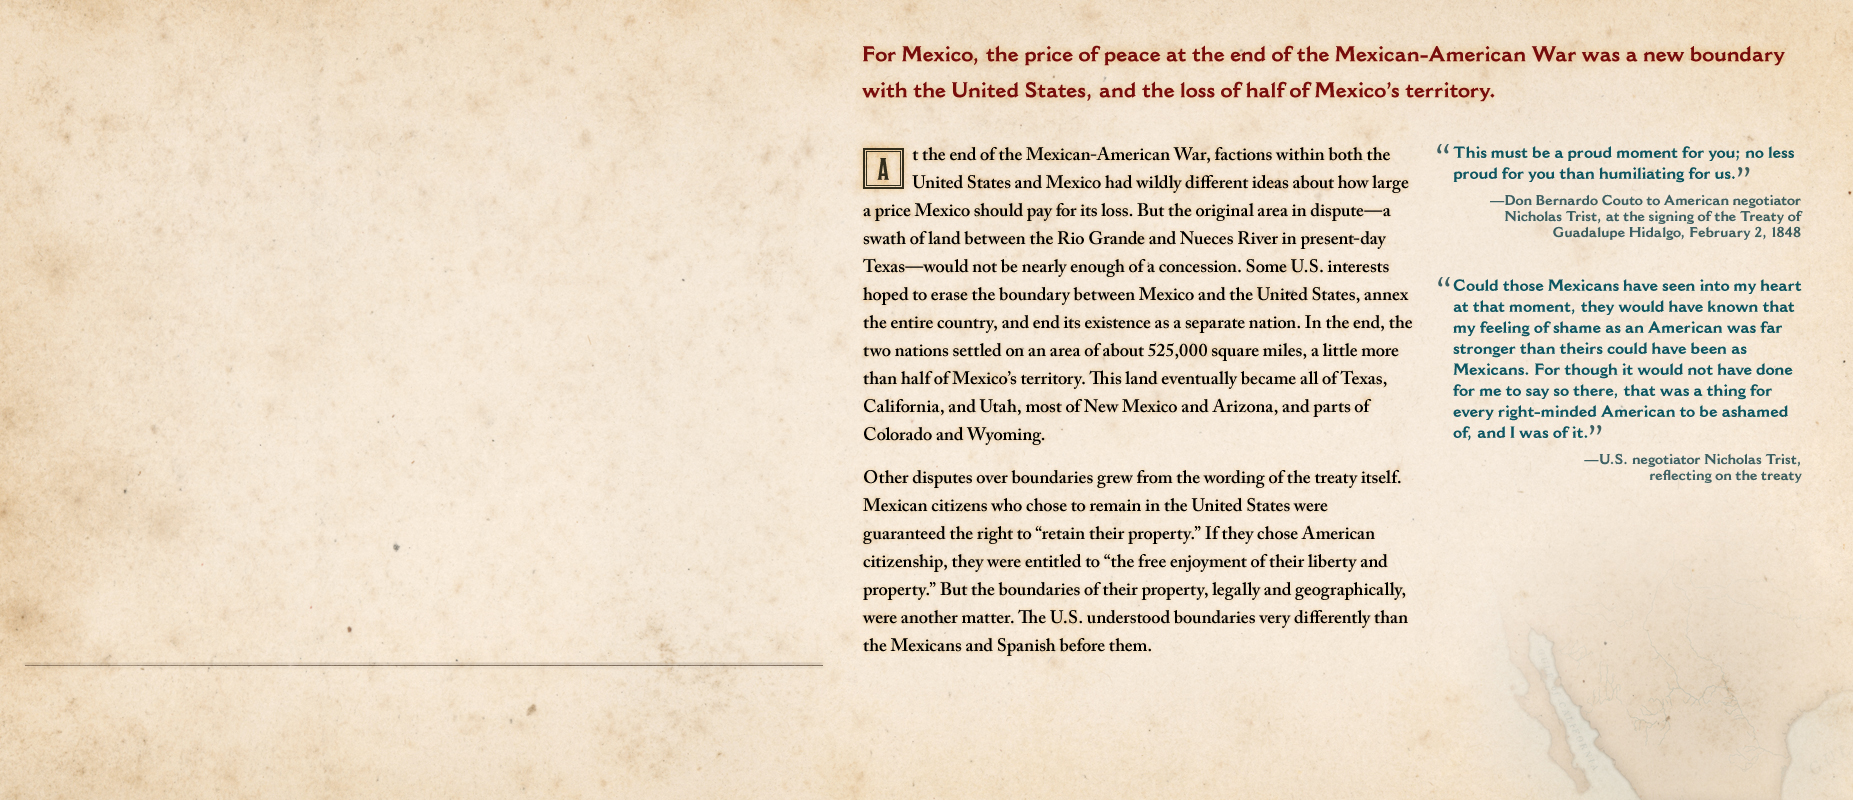 For Mexico, the price of peace at the end of the Mexican-American War was a new boundary
with the United States, and the loss of half of Mexico’s territory.
At the end of the Mexican-American War, factions within both the
United States and Mexico had wildly different ideas about how large
a price Mexico should pay for its loss. But the original area in dispute—a
swath of land between the Rio Grande and Nueces River in present-day
Texas—would not be nearly enough of a concession. Some U.S. interests
hoped to erase the boundary between Mexico and the United States, annex
the entire country, and end its existence as a separate nation. In the end, the
two nations settled on an area of about 525,000 square miles, a little more
than half of Mexico’s territory. This land eventually became all of Texas,
California, and Utah, most of New Mexico and Arizona, and parts of
Colorado and Wyoming.
Other disputes over boundaries grew from the wording of the treaty itself.
Mexican citizens who chose to remain in the United States were
guaranteed the right to “retain their property.” If they chose American
citizenship, they were entitled to “the free enjoyment of their liberty and
property.” But the boundaries of their property, legally and geographically,
were another matter. The U.S. understood boundaries very differently than
the Mexicans and Spanish before them.
“This must be a proud moment for you; no less
proud for you than humiliating for us.”
—Don Bernardo Couto to American negotiator
Nicholas Trist, at the signing of the Treaty of
Guadalupe Hidalgo, February 2, 1848
“Could those Mexicans have seen into my heart
at that moment, they would have known that
my feeling of shame as an American was far
stronger than theirs could have been as
Mexicans. For though it would not have done
for me to say so there, that was a thing for
every right-minded American to be ashamed
of, and I was of it.”
—U.S. negotiator Nicholas Trist,
reflecting on the treaty